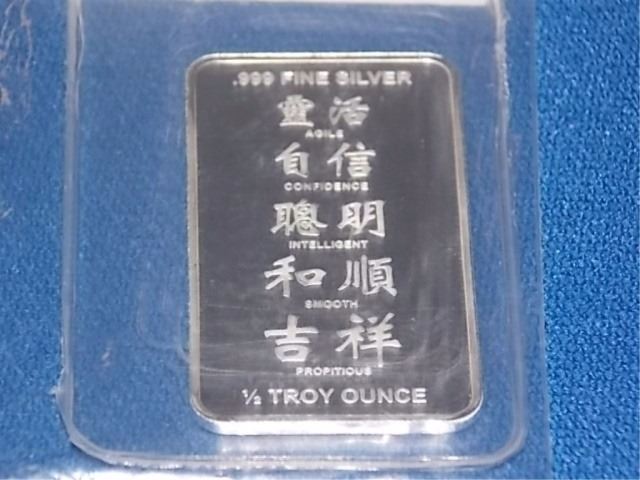 .999 FINE SILVER
靈活
AGILE
自信
CONFIDENCE
聰明
INTELLIGENT
和順
SMOOTH
吉祥
PROPITIOUS
½ TROY OUNCE